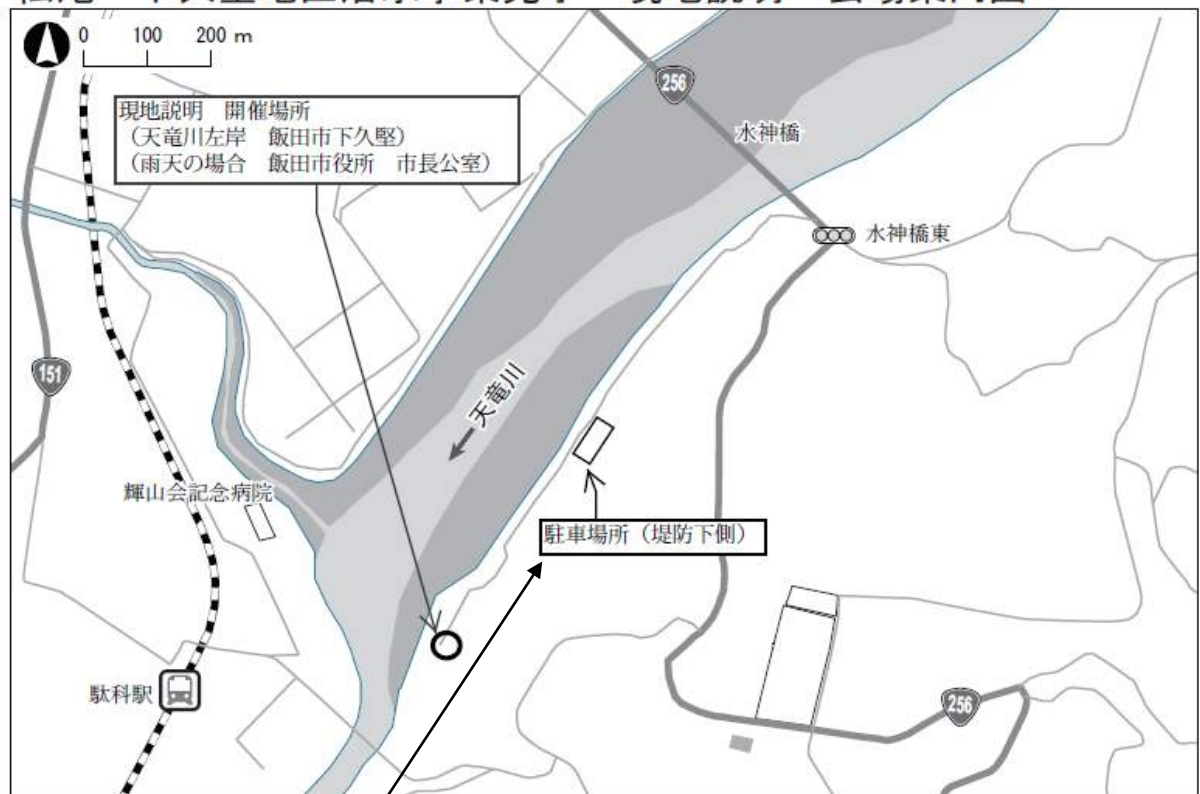 0 100 200 m
256
現地説明 開催場所
(天竜川左岸 飯田市下久堅)
(雨天の場合 飯田市役所 市長公室)
水神橋
水神橋東
151
天竜川
輝山会記念病院
駐車場所(堤防下側)
駄科駅
256